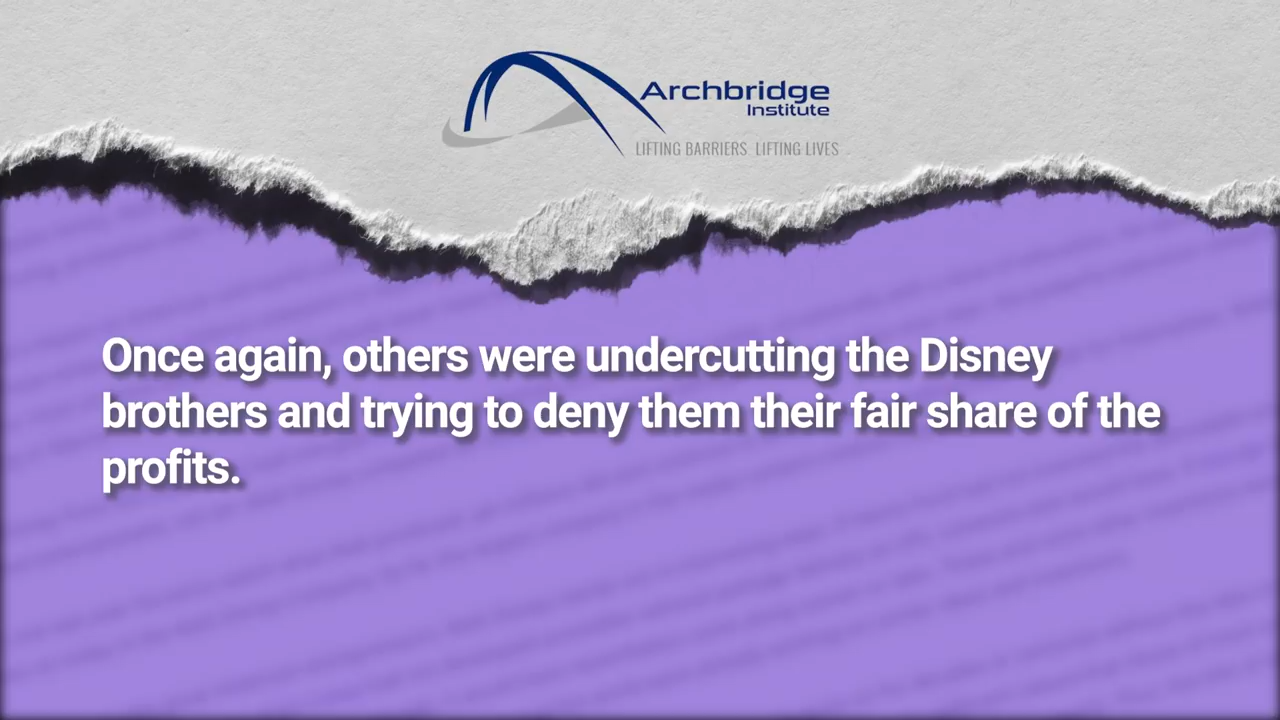 Archbridge
Institute
LIFTING BARRIERS LIFTING LIVES
Once again, others were undercutting the Disney
brothers and trying to deny them their fair share of the
profits.